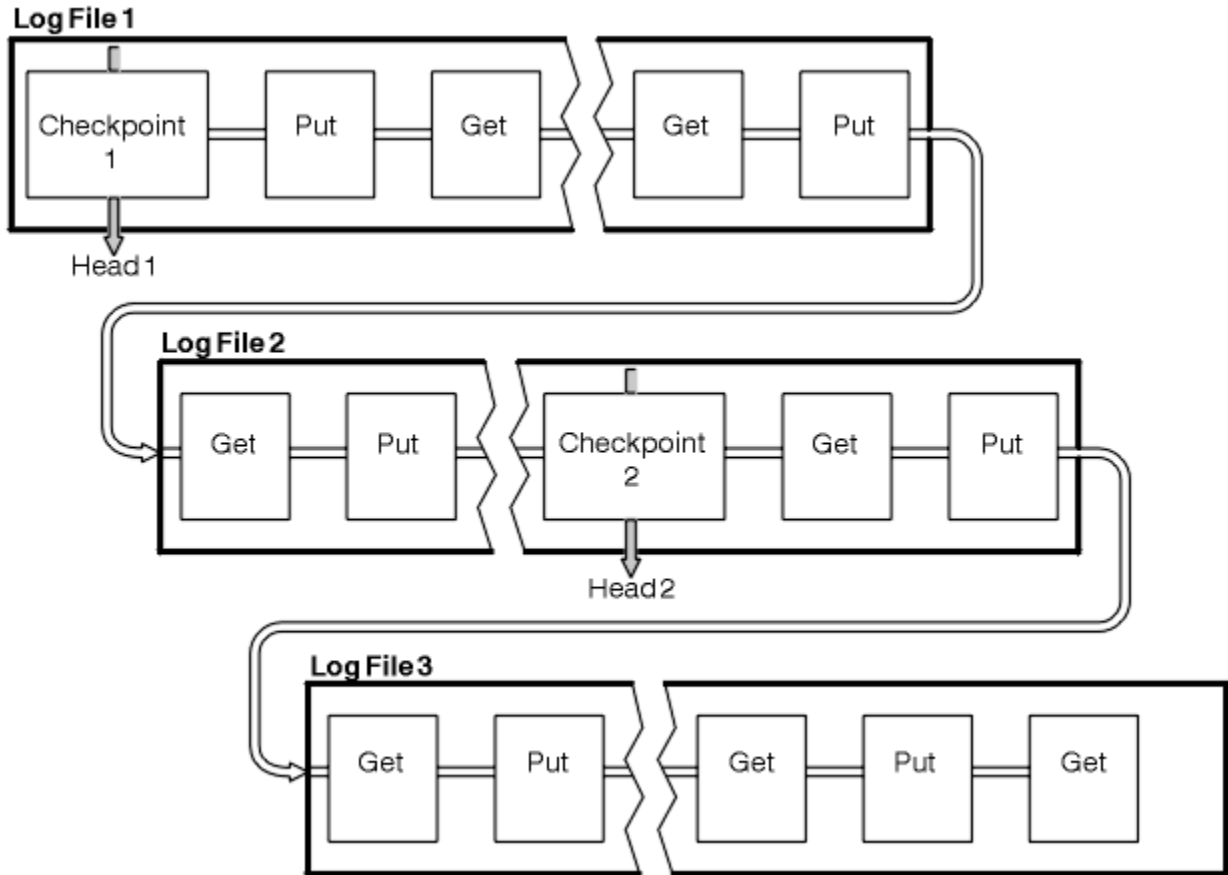 Log File 1
Checkpoint
1
Put
Get
Get
Put
Head 1
Log File 2
Get
Put
Checkpoint
2
Get
Put
Head 2
Log File 3
Get
Put
Get
Put
Get